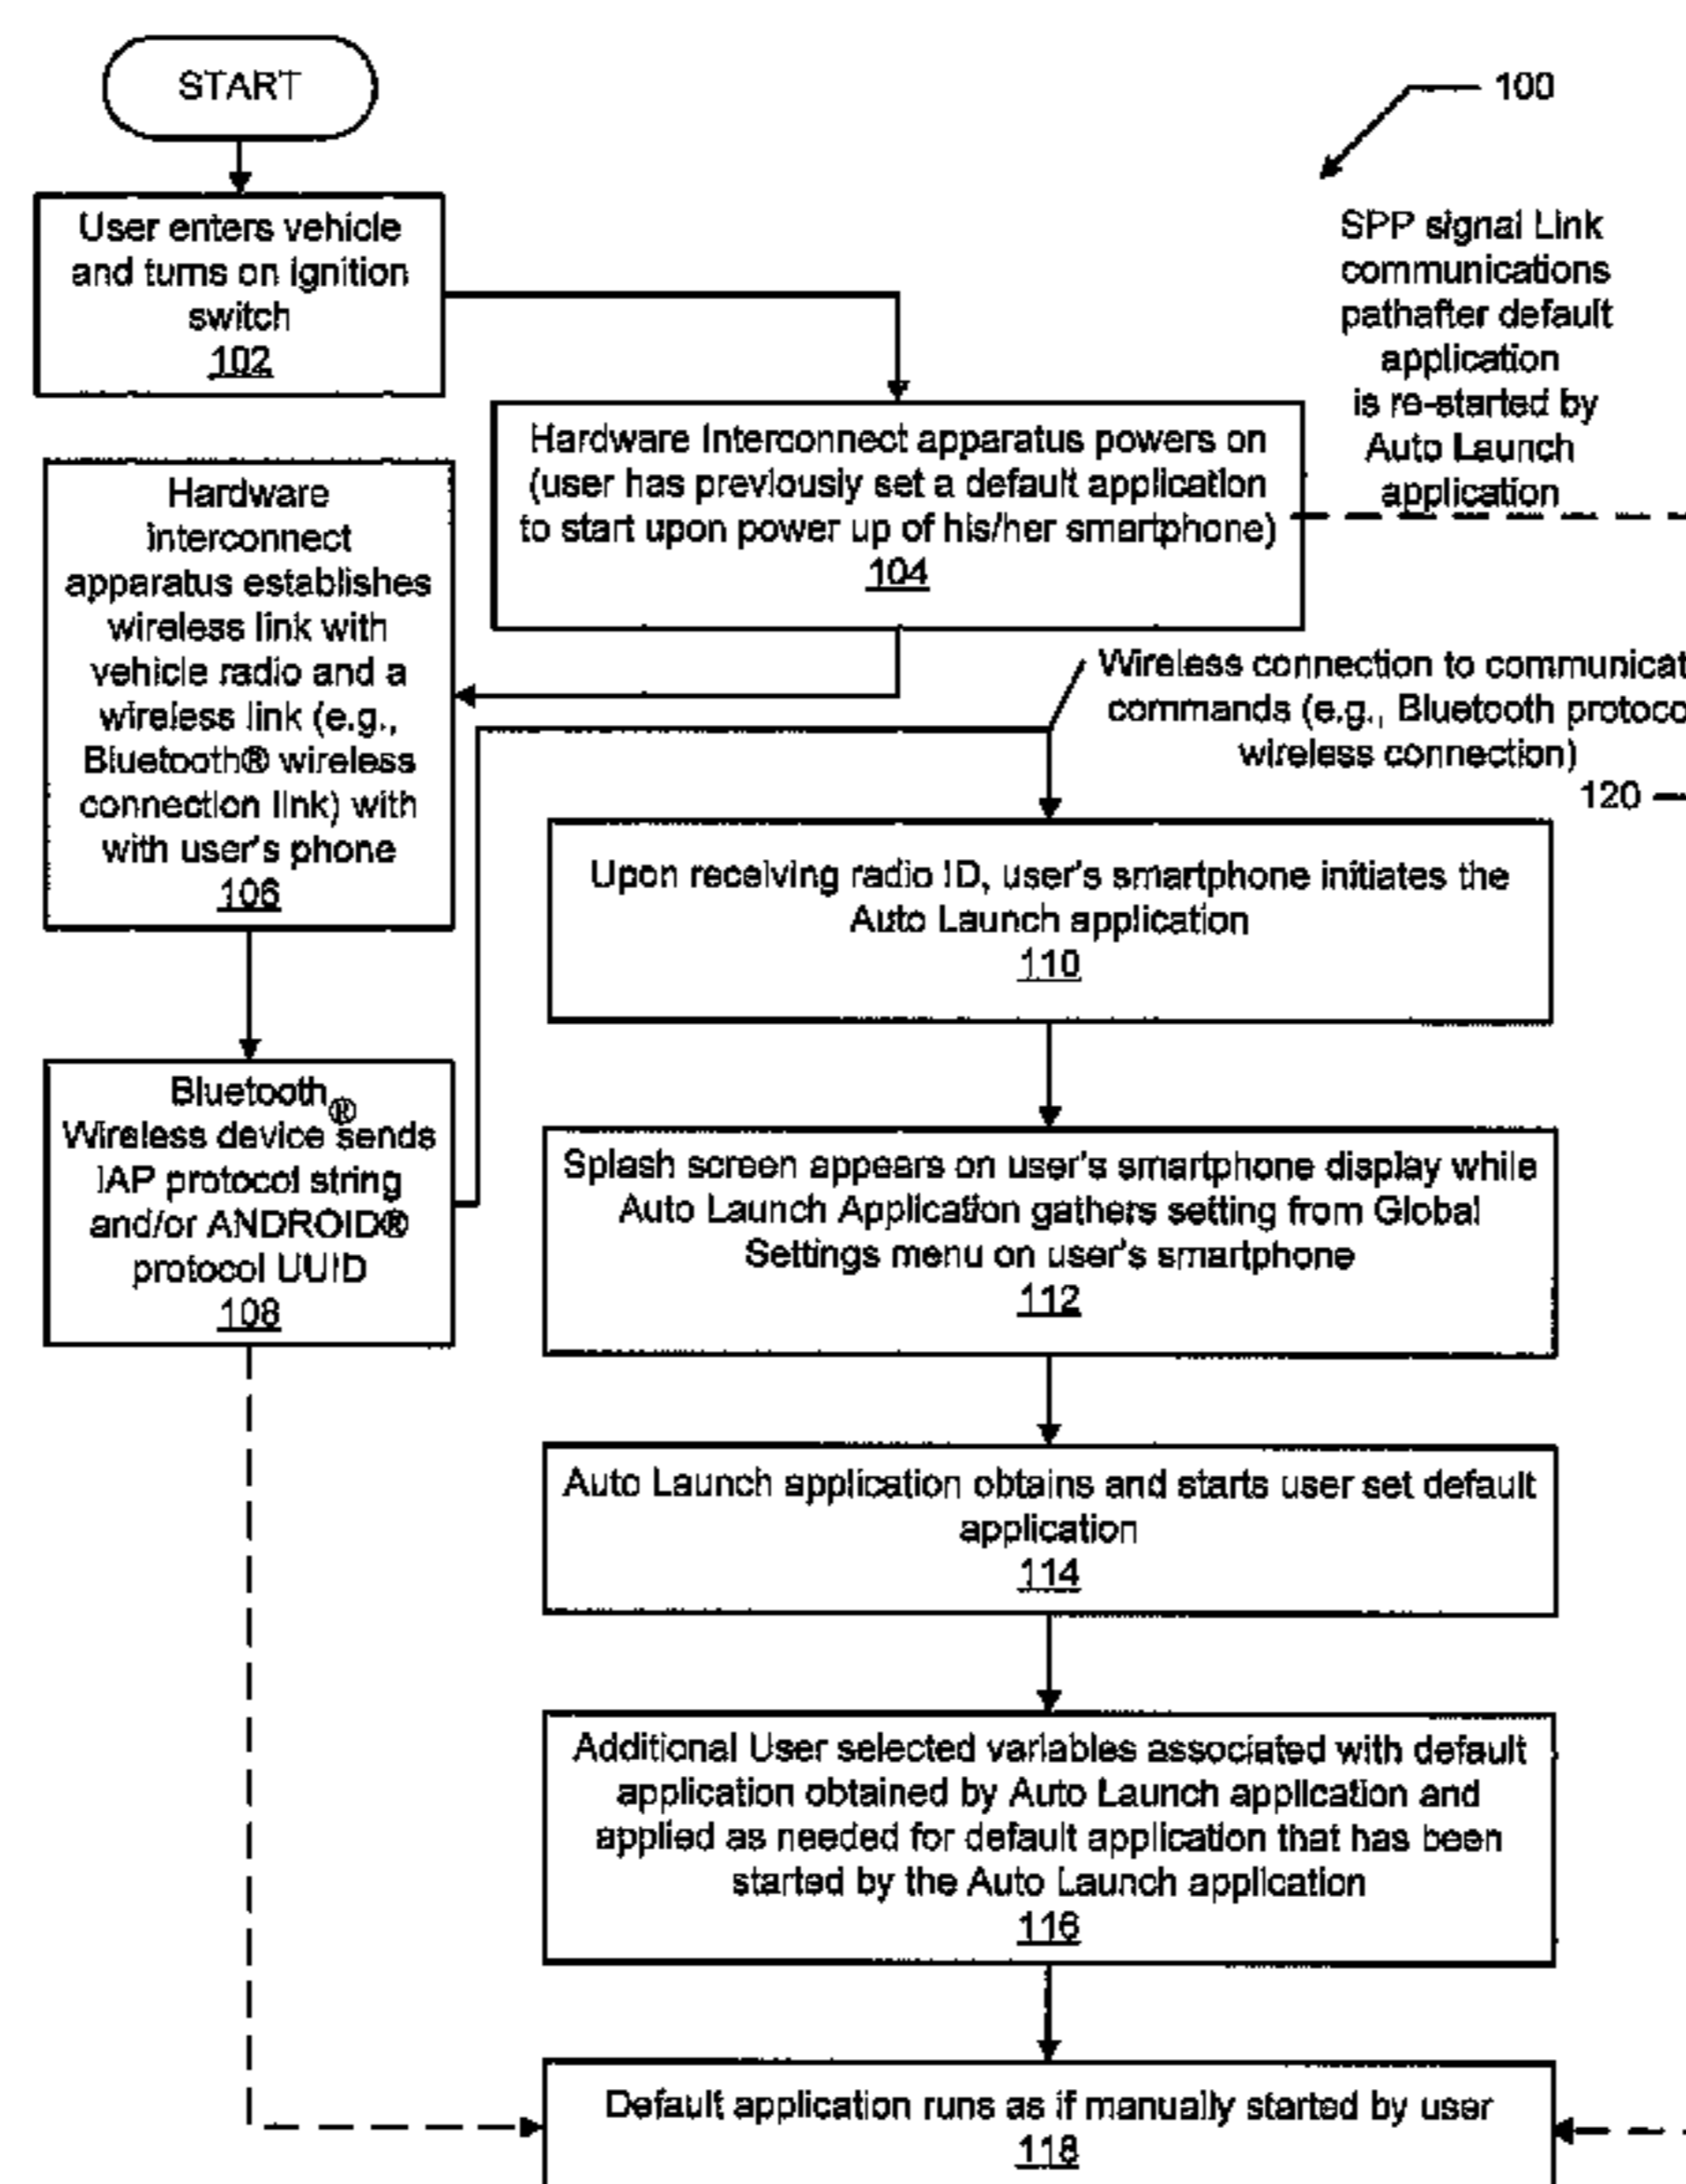 START
100
User enters vehicle
and turns on ignition
switch
102
SPP signal Link
communications
pathafter default
application
is re-started by
Auto Launch
application
Hardware Interconnect apparatus powers on
(user has previously set a default application
to start upon power up of his/her smartphone)
104
Hardware
interconnect
apparatus establishes
wireless link with
vehicle radio and a
wireless link (e.g.,
Bluetooth® wireless
connection link) with
with user's phone
106
Wireless connection to communicat
commands (e.g., Bluetooth protoco
wireless connection)
120
Upon receiving radio ID, user's smartphone initiates the
Auto Launch application
110
Bluetooth®
Wireless device sends
IAP protocol string
and/or ANDROID®
protocol UUID
108
Splash screen appears on user's smartphone display while
Auto Launch Application gathers setting from Global
Settings menu on user's smartphone
112
Auto Launch application obtains and starts user set default
application
114
Additional User selected variables associated with default
application obtained by Auto Launch application and
applied as needed for default application that has been
started by the Auto Launch application
116
Default application runs as if manually started by user
118